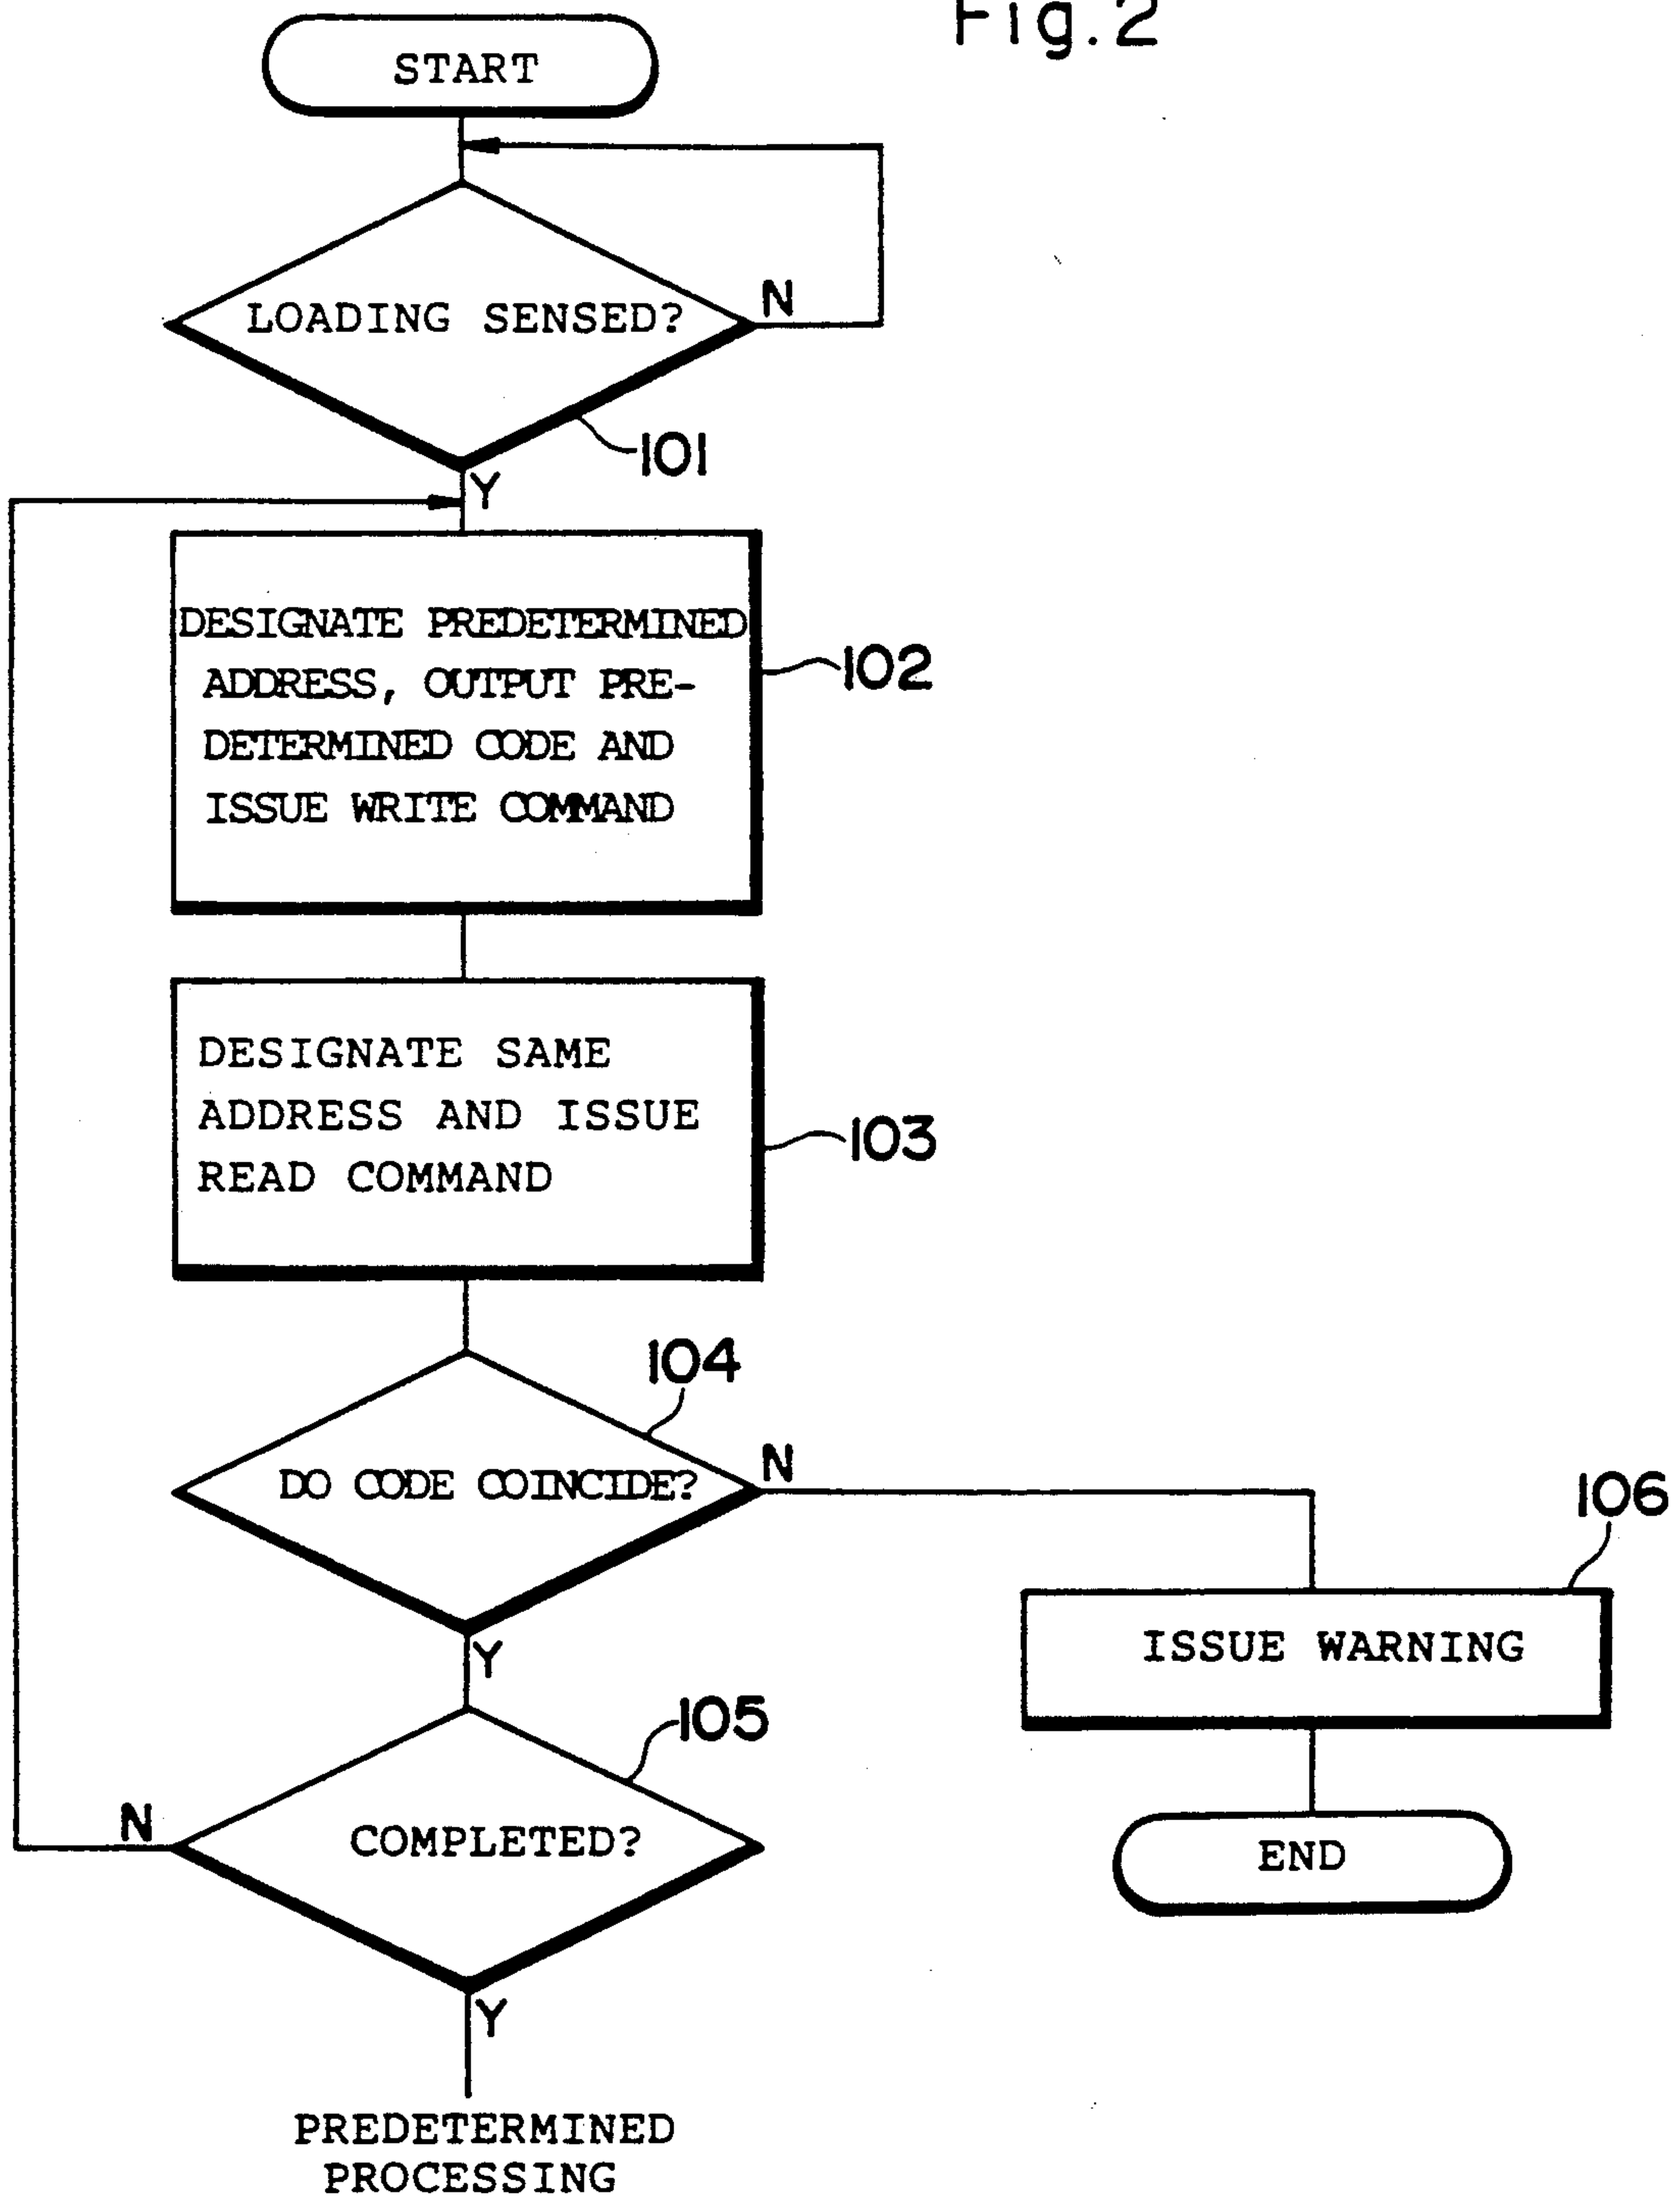 Fig.2
START
LOADING SENSED?
N
101
Y
DESIGNATE PREDETERMINED
ADDRESS, OUTPUT PRE-
DETERMINED CODE AND
ISSUE WRITE COMMAND
102
DESIGNATE SAME
ADDRESS AND ISSUE
READ COMMAND
103
104
DO CODE COINCIDE?
N
Y
106
ISSUE WARNING
105
COMPLETED?
N
END
Y
PREDETERMINED
PROCESSING